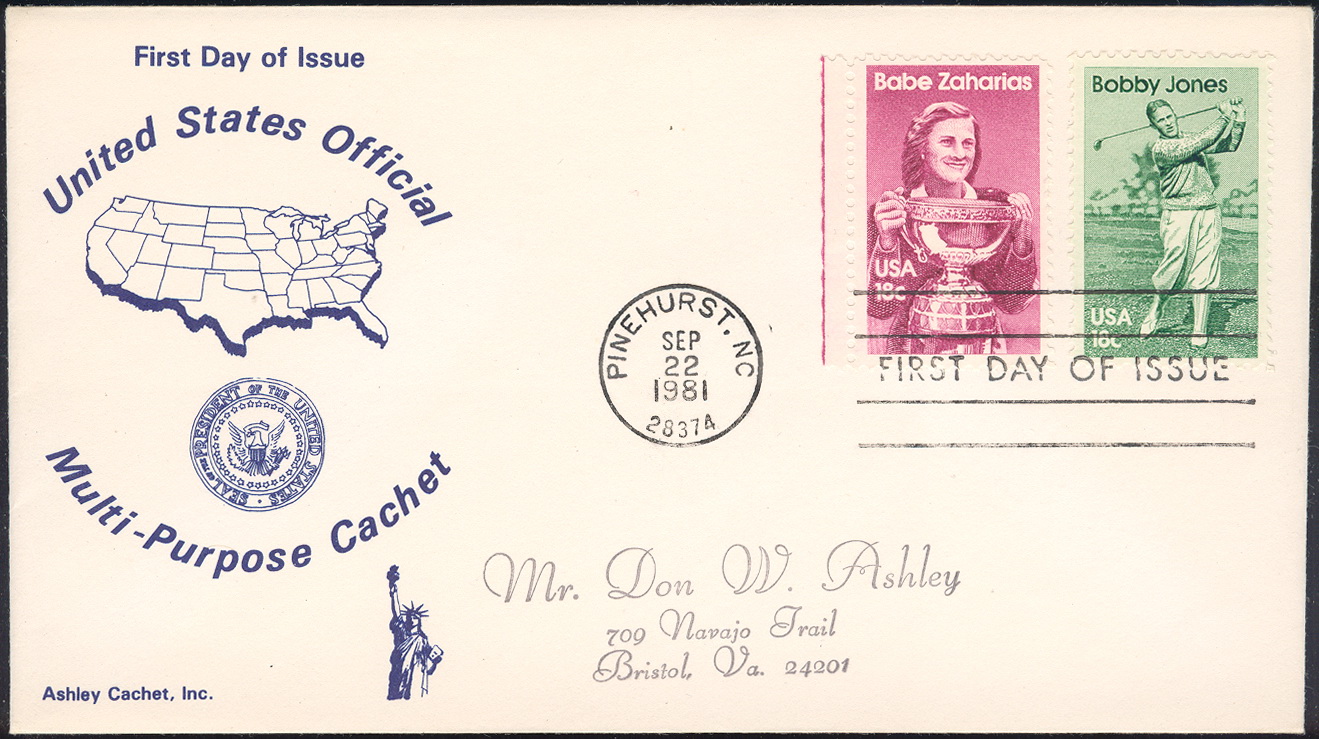 First Day of Issue
United States Official
SEAL OF THE PRESIDENT OF THE UNITED STATES
Multi-Purpose Cachet
Ashley Cachet, Inc.
PINEHURST, NC
SEP
22
1981
28374
Babe Zaharias
USA
18c
Bobby Jones
USA
18c
FIRST DAY OF ISSUE
Mr. Don W. Ashley
709 Navajo Trail
Bristol, Va. 24201